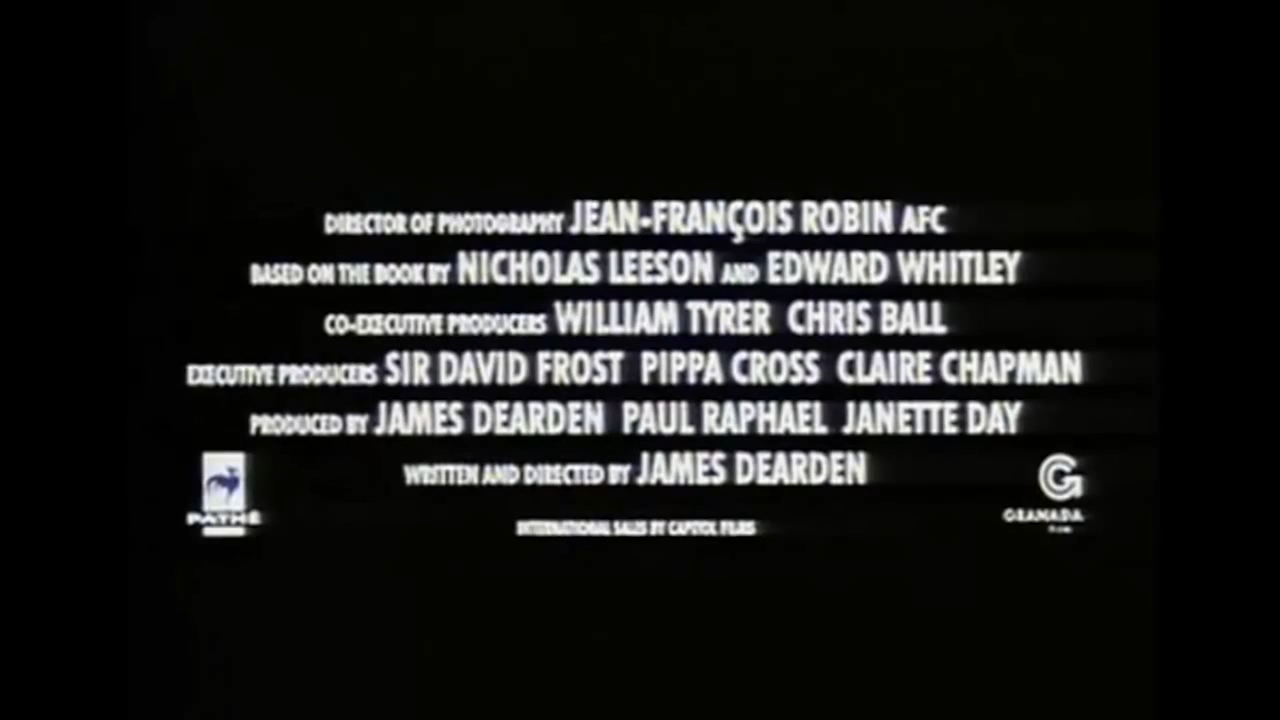 DIRECTOR OF PHOTOGRAPHY JEAN-FRANÇOIS ROBIN AFC
BASED ON THE BOOK BY NICHOLAS LEESON AND EDWARD WHITLEY
CO-EXECUTIVE PRODUCERS WILLIAM TYRER CHRIS BALL
EXECUTIVE PRODUCERS SIR DAVID FROST PIPPA CROSS CLAIRE CHAPMAN
PRODUCED BY JAMES DEARDEN PAUL RAPHAEL JANETTE DAY
WRITTEN AND DIRECTED BY JAMES DEARDEN
PATHÉ
GRANADA
INTERNATIONAL SALES BY CAPITOL FILMS